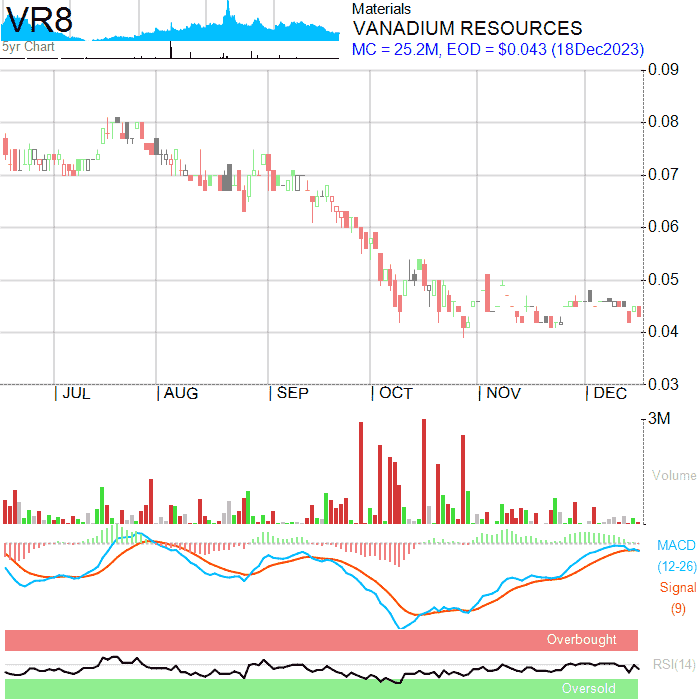 VR8
5yr Chart
Materials
VANADIUM RESOURCES
MC = 25.2M, EOD = $0.043 (18Dec2023)
0.09
0.08
0.07
0.06
0.05
0.04
0.03
JUL AUG SEP OCT NOV DEC
3M
Volume
MACD
(12-26)
Signal
(9)
Overbought
RSI(14)
Oversold